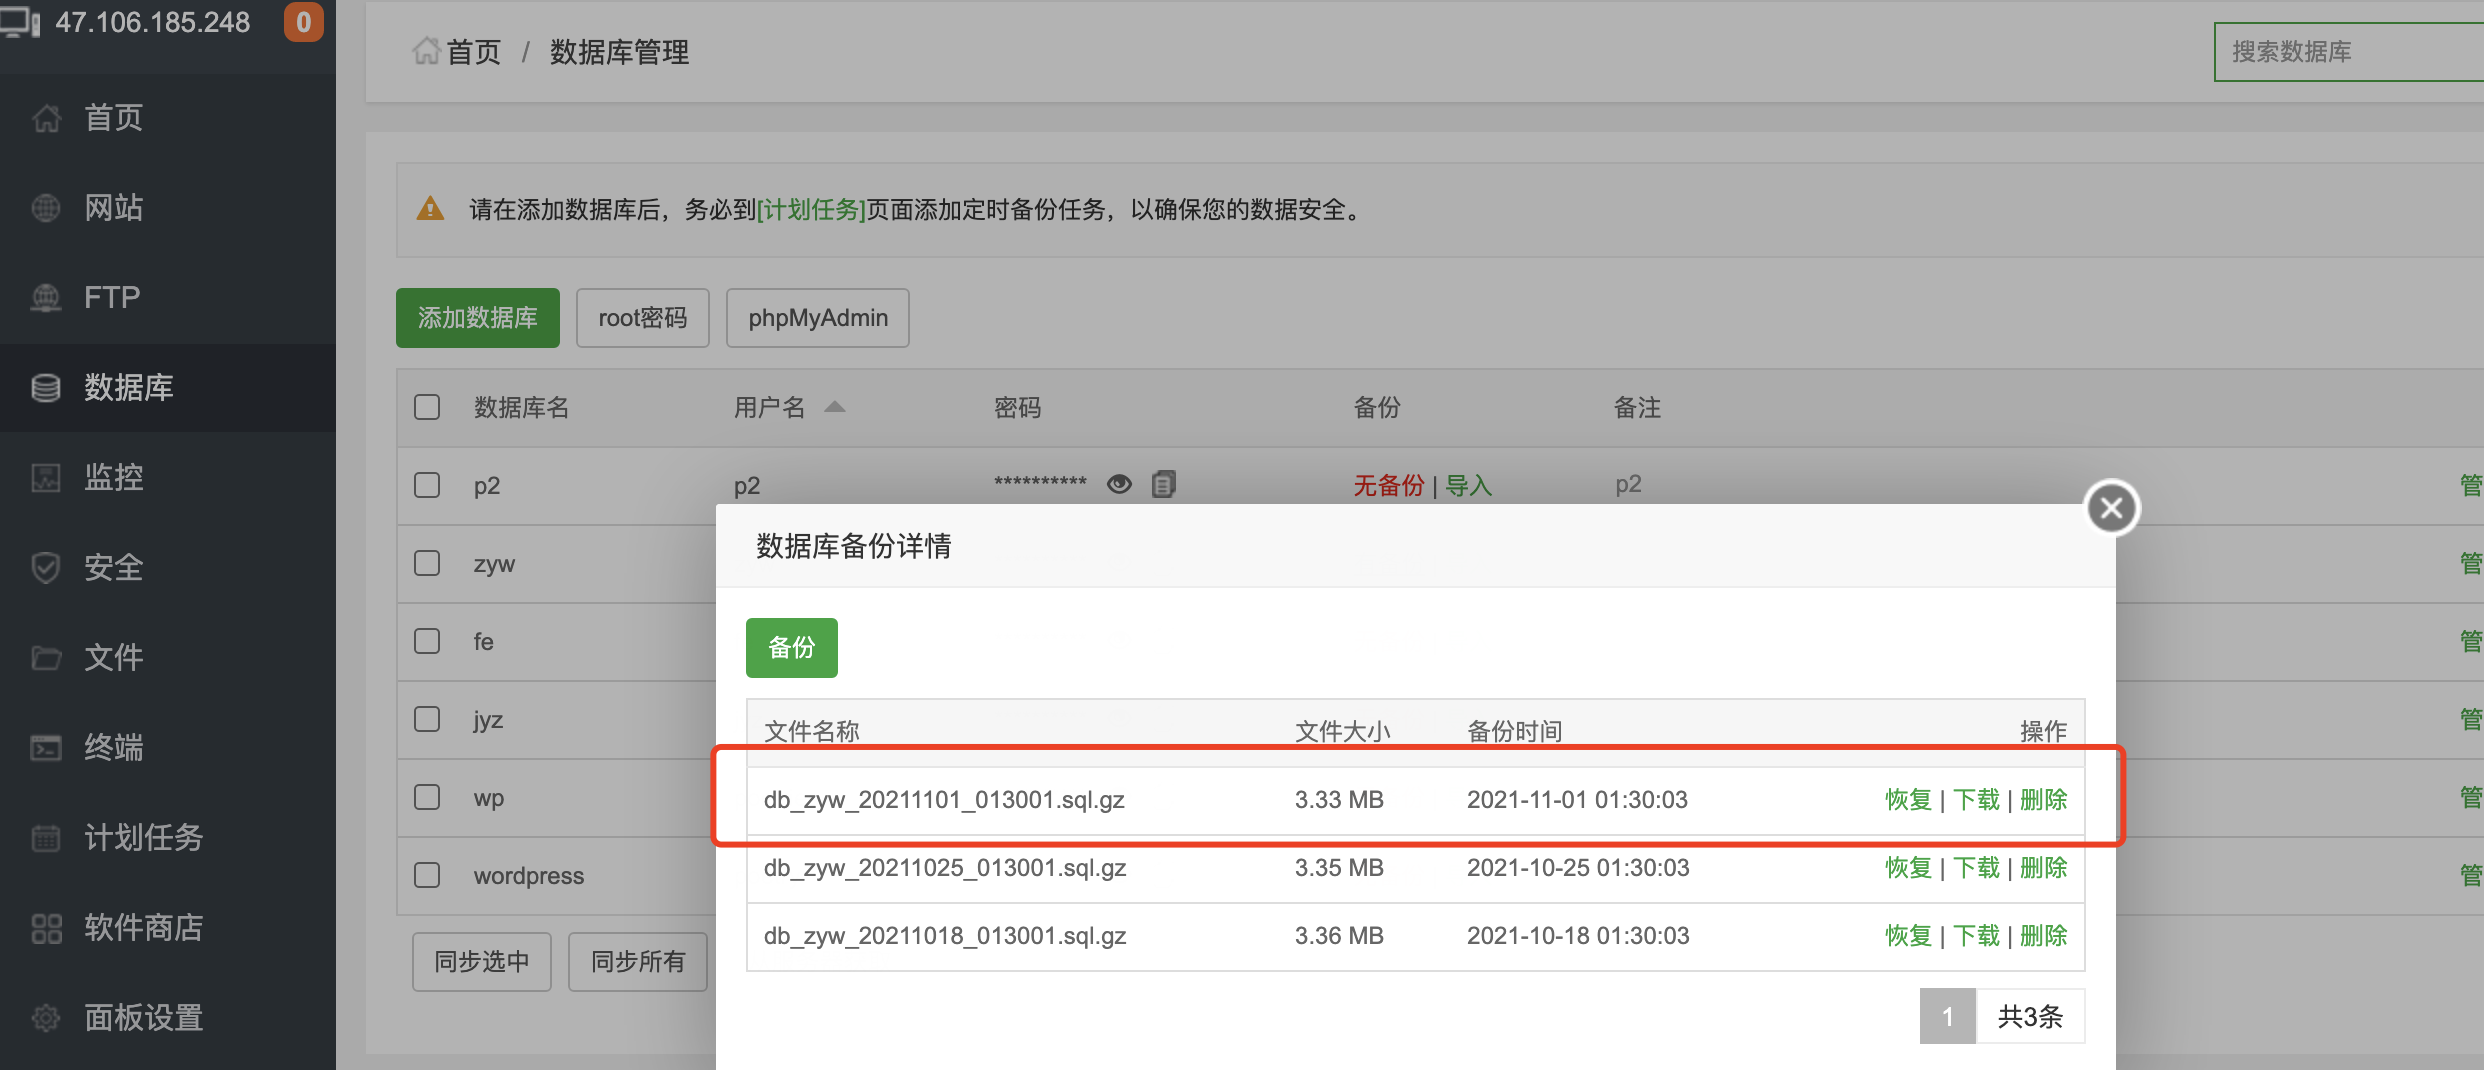 47.106.185.248 0
首页
网站
FTP
数据库
监控
安全
文件
终端
计划任务
软件商店
面板设置
首页 / 数据库管理
搜索数据库
请在添加数据库后，务必到[计划任务]页面添加定时备份任务，以确保您的数据安全。
添加数据库 root密码 phpMyAdmin
数据库名 用户名 密码 备份 备注
p2 p2 ********** 无备份 | 导入 p2 管
zyw 管
fe 管
jyz 管
wp 管
wordpress 管
同步选中 同步所有
数据库备份详情
备份
文件名称 文件大小 备份时间 操作
db_zyw_20211101_013001.sql.gz 3.33 MB 2021-11-01 01:30:03 恢复 | 下载 | 删除
db_zyw_20211025_013001.sql.gz 3.35 MB 2021-10-25 01:30:03 恢复 | 下载 | 删除
db_zyw_20211018_013001.sql.gz 3.36 MB 2021-10-18 01:30:03 恢复 | 下载 | 删除
1 共3条